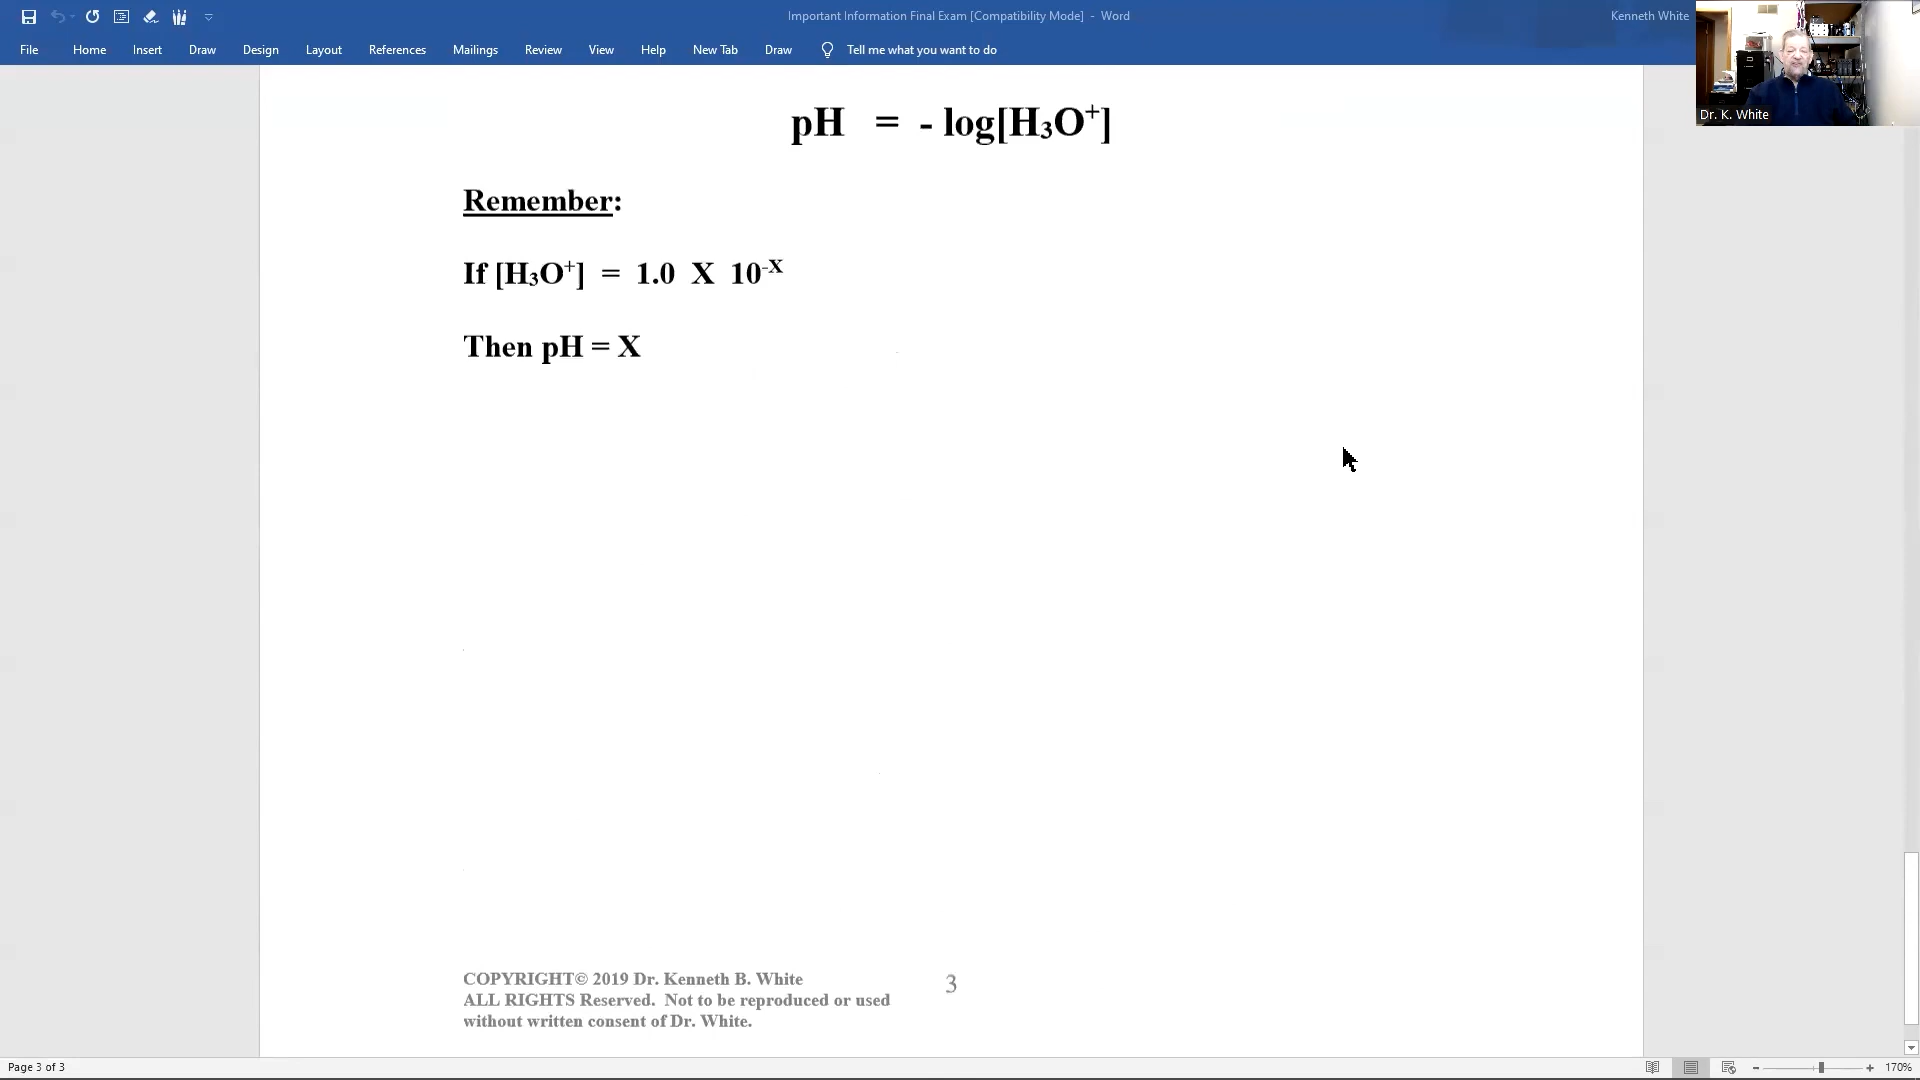 Important Information Final Exam [Compatibility Mode] - Word
Kenneth White
File Home Insert Draw Design Layout References Mailings Review View Help New Tab Draw Tell me what you want to do
Dr. K. White
pH = - log[H₃O⁺]
Remember:
If [H₃O⁺] = 1.0 X 10⁻ˣ
Then pH = X
COPYRIGHT© 2019 Dr. Kenneth B. White
ALL RIGHTS Reserved. Not to be reproduced or used
without written consent of Dr. White.
3
Page 3 of 3
170%